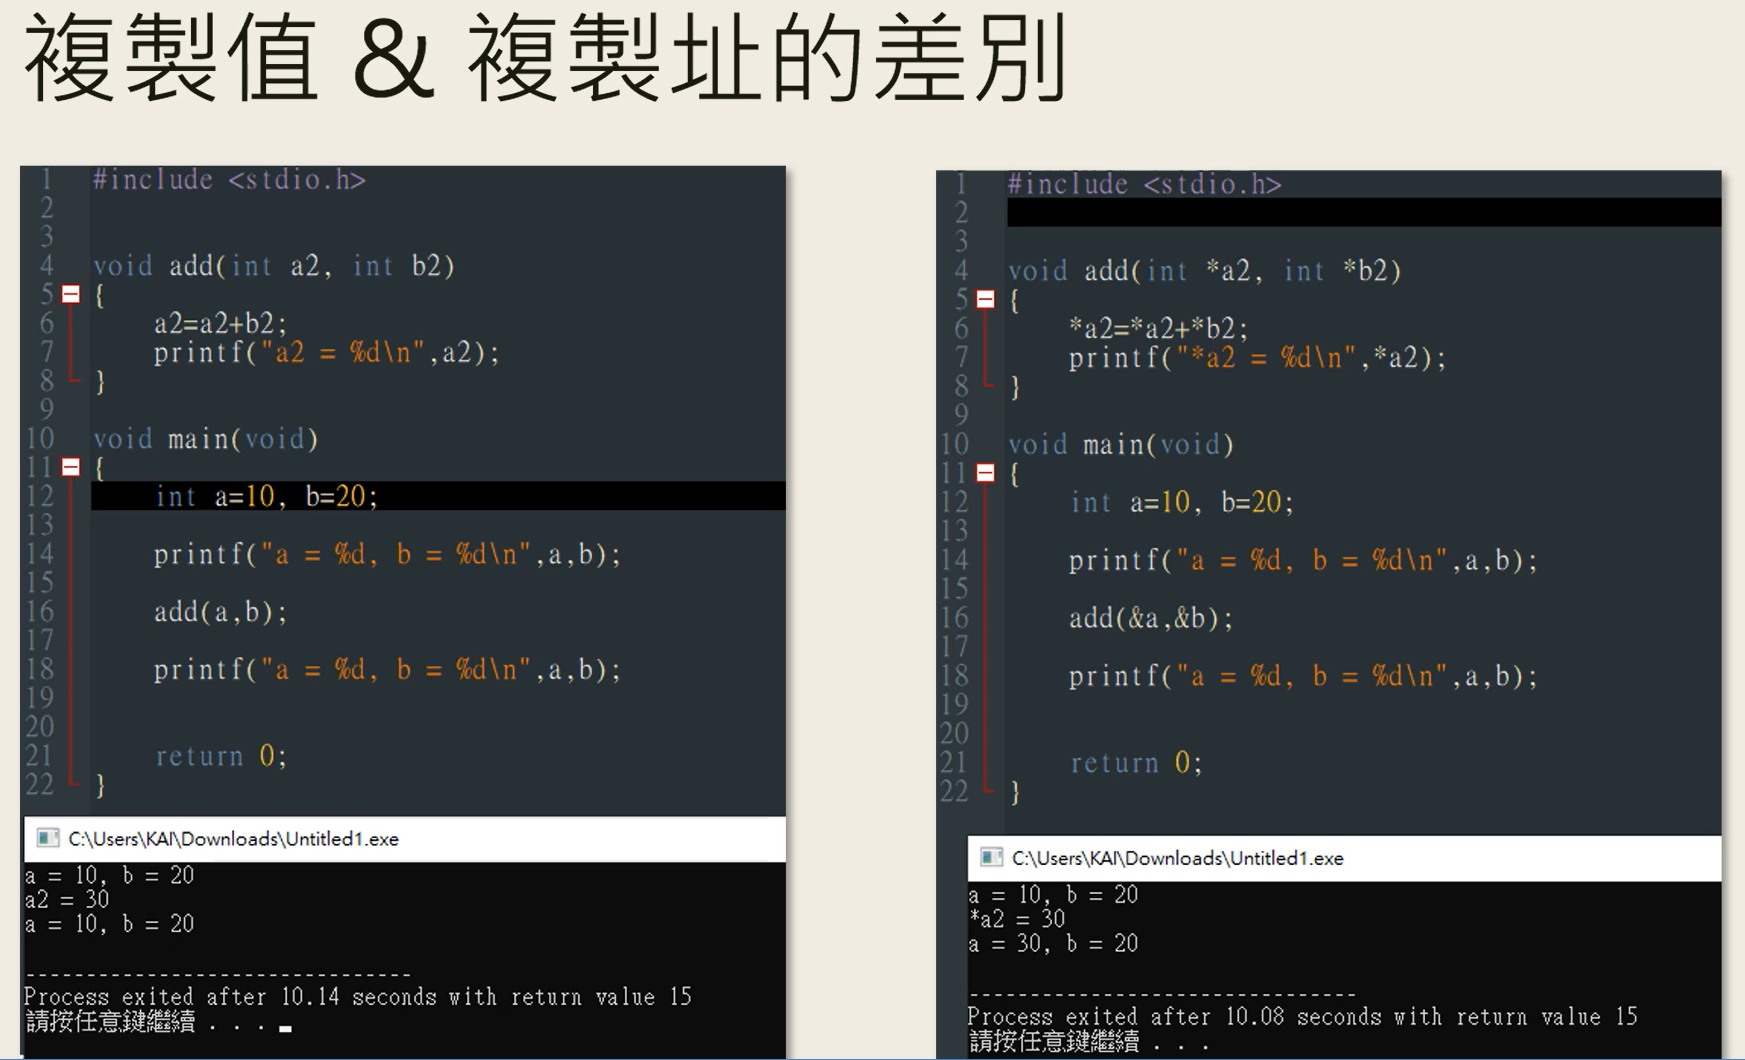 複製值 & 複製址的差別
1 #include <stdio.h>
2
3
4 void add(int a2, int b2)
5 {
6 a2=a2+b2;
7 printf("a2 = %d\n",a2);
8 }
9
10 void main(void)
11 {
12 int a=10, b=20;
13
14 printf("a = %d, b = %d\n",a,b);
15
16 add(a,b);
17
18 printf("a = %d, b = %d\n",a,b);
19
20
21 return 0;
22 }
C:\Users\KAI\Downloads\Untitled1.exe
a = 10, b = 20
a2 = 30
a = 10, b = 20
--------------------------------
Process exited after 10.14 seconds with return value 15
請按任意鍵繼續 . . .
1 #include <stdio.h>
2
3
4 void add(int *a2, int *b2)
5 {
6 *a2=*a2+*b2;
7 printf("*a2 = %d\n",*a2);
8 }
9
10 void main(void)
11 {
12 int a=10, b=20;
13
14 printf("a = %d, b = %d\n",a,b);
15
16 add(&a,&b);
17
18 printf("a = %d, b = %d\n",a,b);
19
20
21 return 0;
22 }
C:\Users\KAI\Downloads\Untitled1.exe
a = 10, b = 20
*a2 = 30
a = 30, b = 20
--------------------------------
Process exited after 10.08 seconds with return value 15
請按任意鍵繼續 . . .